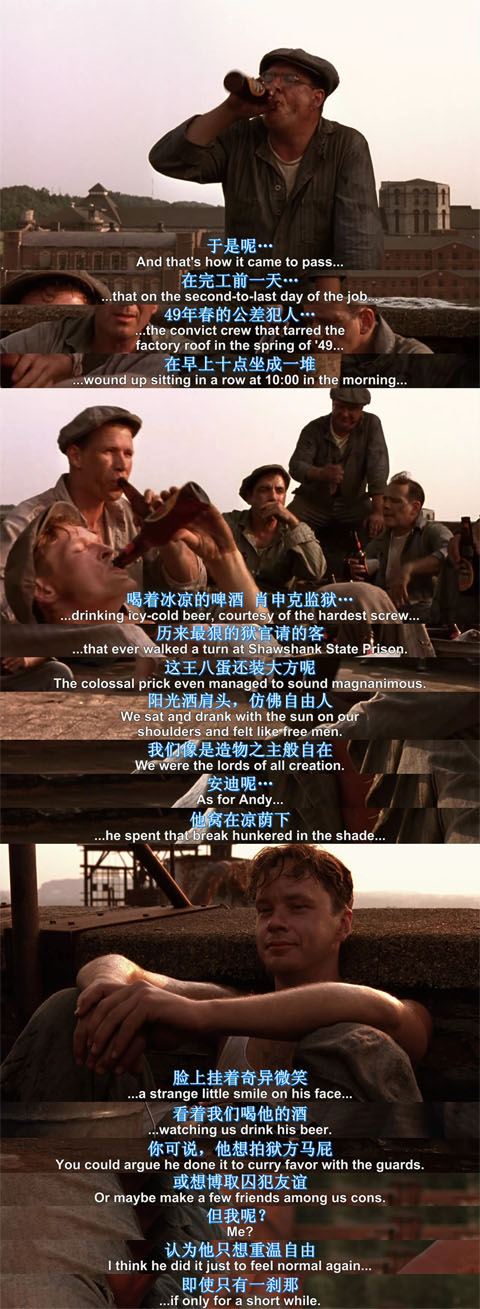 于是呢…
And that's how it came to pass...
在完工前一天…
...that on the second-to-last day of the job...
49年春的公差犯人…
...the convict crew that tarred the
factory roof in the spring of '49...
在早上十点坐成一堆
...wound up sitting in a row at 10:00 in the morning...
喝着冰凉的啤酒 肖申克监狱…
...drinking icy-cold beer, courtesy of the hardest screw...
历来最狠的狱官请的客
...that ever walked a turn at Shawshank State Prison.
这王八蛋还装大方呢
The colossal prick even managed to sound magnanimous.
阳光洒肩头，仿佛自由人
We sat and drank with the sun on our
shoulders and felt like free men.
我们像是造物之主般自在
We were the lords of all creation.
安迪呢…
As for Andy...
他窝在凉荫下
...he spent that break hunkered in the shade...
脸上挂着奇异微笑
...a strange little smile on his face...
看着我们喝他的酒
...watching us drink his beer.
你可说，他想拍狱方马屁
You could argue he done it to curry favor with the guards.
或想博取囚犯友谊
Or maybe make a few friends among us cons.
但我呢？
Me?
认为他只想重温自由
I think he did it just to feel normal again...
即使只有一刹那
...if only for a short while.